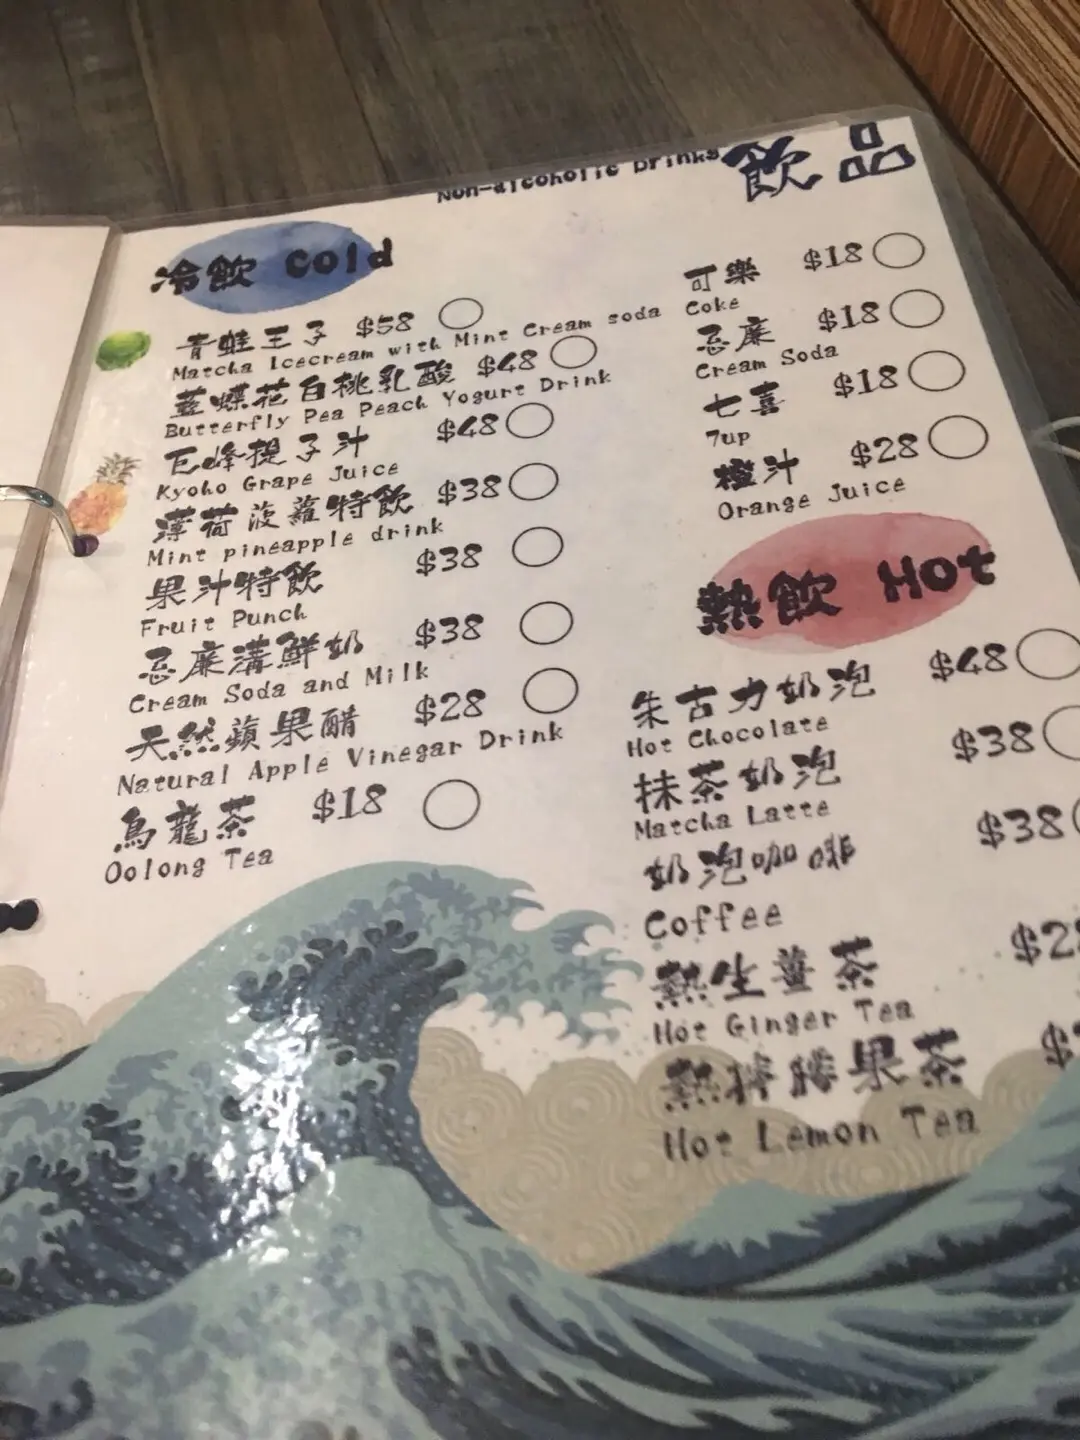 Non-alcoholic Drinks 飲品
冷飲 Cold
青蛙王子 $58
Matcha Icecream with Mint Cream soda
藍蝶花白桃乳酸 $48
Butterfly Pea Peach Yogurt Drink
巨峰提子汁 $48
Kyoho Grape Juice
薄荷菠蘿特飲 $38
Mint pineapple drink
果汁特飲 $38
Fruit Punch
忌廉溝鮮奶 $38
Cream Soda and Milk
天然蘋果醋 $28
Natural Apple Vinegar Drink
烏龍茶 $18
Oolong Tea
可樂 $18
Coke
忌廉 $18
Cream Soda
七喜 $18
7up
橙汁 $28
Orange Juice
熱飲 Hot
朱古力奶泡 $48
Hot Chocolate
抹茶奶泡 $38
Matcha Latte
奶泡咖啡 $38
Coffee
熱生薑茶
Hot Ginger Tea
熱檸檬果茶
Hot Lemon Tea